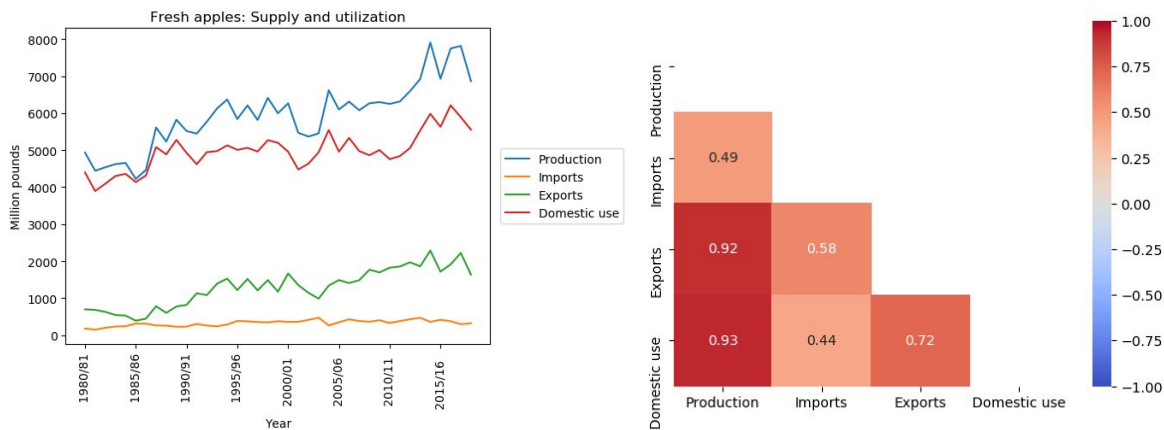 Fresh apples: Supply and utilization
Million pounds
8000
7000
6000
5000
4000
3000
2000
1000
0
1980/81
1985/86
1990/91
1995/96
2000/01
2005/06
2010/11
2015/16
Year
Production
Imports
Exports
Domestic use
Production
Imports
Exports
Domestic use
0.49
0.92 0.58
0.93 0.44 0.72
Production Imports Exports Domestic use
1.00
0.75
0.50
0.25
0.00
−0.25
−0.50
−0.75
−1.00